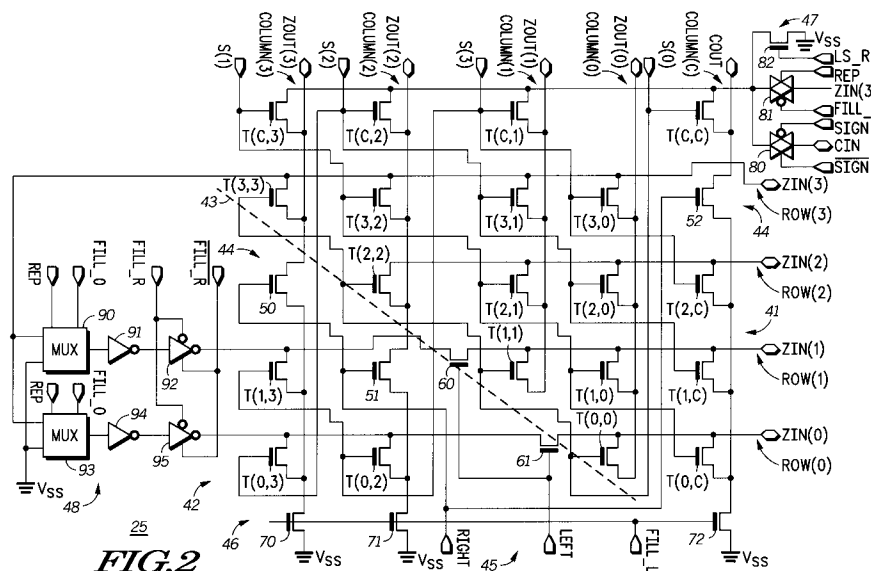 S(1)
ZOUT(3)
COLUMN(3)
S(2)
ZOUT(2)
COLUMN(2)
S(3)
ZOUT(1)
COLUMN(1)
ZOUT(0)
COLUMN(0)
S(0)
COUT
COLUMN(C)
47
VSS
82
LS_R
REP
ZIN(3
81
FILL_
SIGN
CIN
80
SIGN
T(C,3)
T(C,2)
T(C,1)
T(C,C)
T(3,3)
43
T(3,2)
T(3,1)
T(3,0)
52
ZIN(3)
ROW(3)
44
44
T(2,2)
50
T(2,1)
T(2,0)
T(2,C)
ZIN(2)
ROW(2)
41
REP
FILL_0
FILL_R
FILL_R
90
MUX
91
92
T(1,1)
T(1,3)
51
60
T(1,0)
T(1,C)
ZIN(1)
ROW(1)
REP
FILL_0
MUX
94
93
95
T(0,0)
T(0,3)
T(0,2)
61
T(0,C)
ZIN(0)
ROW(0)
VSS
48
42
25
46
70
VSS
71
VSS
RIGHT
45
LEFT
FILL_L
72
VSS
FIG.2